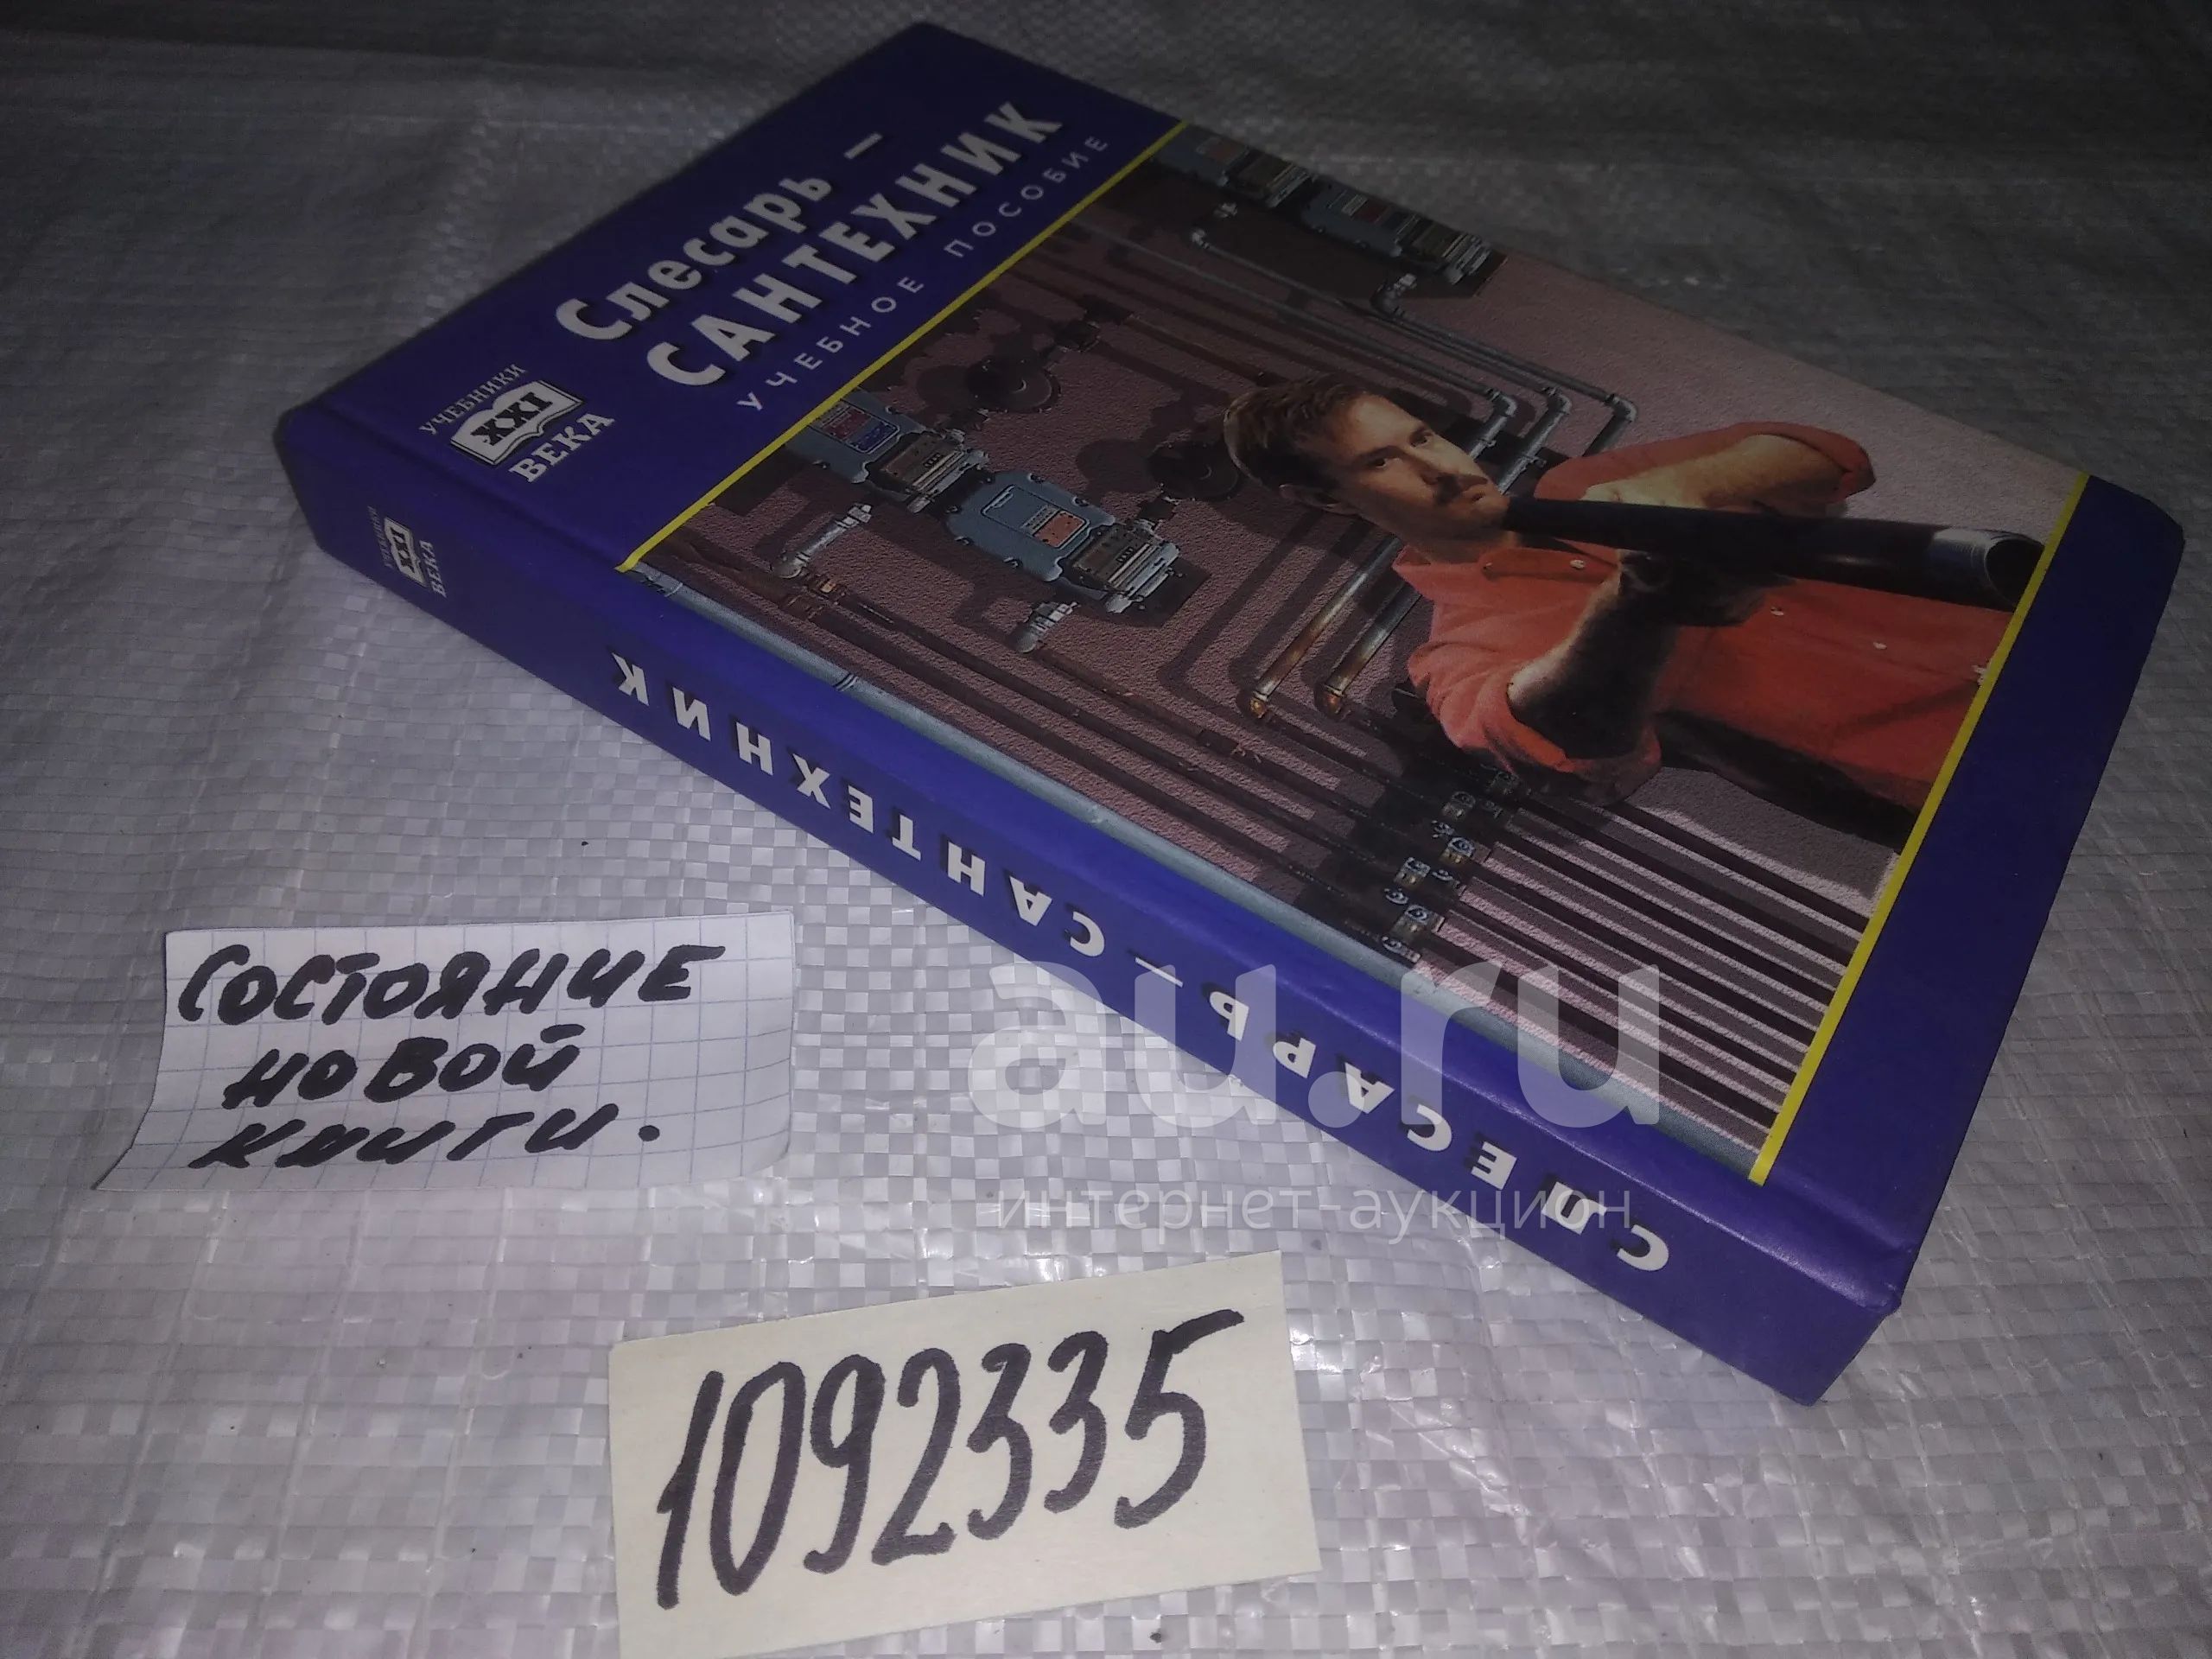 Слесарь –
САНТЕХНИК
УЧЕБНОЕ ПОСОБИЕ
УЧЕБНИКИ
XXI
ВЕКА
УЧЕБНИКИ
XXI
ВЕКА
СЛЕСАРЬ – САНТЕХНИК
СОСТОЯНИЕ
НОВОЙ
КНИГИ.
au.ru
интернет-аукцион
1092335